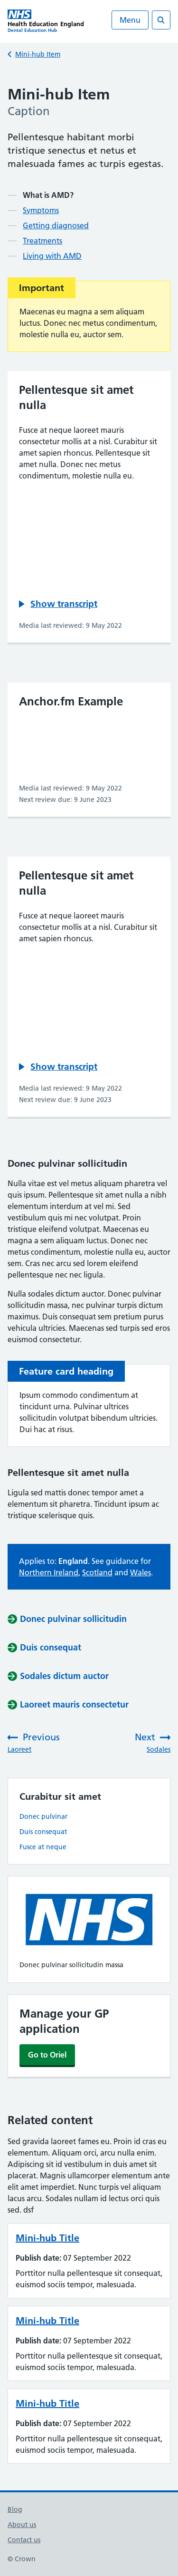 NHS
Health Education England
Dental Education Hub
Menu
Mini-hub Item
Mini-hub Item
Caption
Pellentesque habitant morbi
tristique senectus et netus et
malesuada fames ac turpis egestas.
What is AMD?
Symptoms
Getting diagnosed
Treatments
Living with AMD
Important
Maecenas eu magna a sem aliquam
luctus. Donec nec metus condimentum,
molestie nulla eu, auctor sem.
Pellentesque sit amet
nulla
Fusce at neque laoreet mauris
consectetur mollis at a nisl. Curabitur sit
amet sapien rhoncus. Pellentesque sit
amet nulla. Donec nec metus
condimentum, molestie nulla eu.
Show transcript
Media last reviewed: 9 May 2022
Anchor.fm Example
Media last reviewed: 9 May 2022
Next review due: 9 June 2023
Pellentesque sit amet
nulla
Fusce at neque laoreet mauris
consectetur mollis at a nisl. Curabitur sit
amet sapien rhoncus.
Show transcript
Media last reviewed: 9 May 2022
Next review due: 9 June 2023
Donec pulvinar sollicitudin
Nulla vitae est vel metus aliquam pharetra vel
quis ipsum. Pellentesque sit amet nulla a nibh
elementum interdum at vel mi. Sed
vestibulum quis mi nec volutpat. Proin
tristique eleifend volutpat. Maecenas eu
magna a sem aliquam luctus. Donec nec
metus condimentum, molestie nulla eu, auctor
sem. Cras nec arcu sed lorem eleifend
pellentesque nec nec ligula.
Nulla sodales dictum auctor. Donec pulvinar
sollicitudin massa, nec pulvinar turpis dictum
maximus. Duis consequat sem pretium purus
vehicula ultricies. Maecenas sed turpis sed eros
euismod consectetur.
Feature card heading
Ipsum commodo condimentum at
tincidunt urna. Pulvinar ultrices
sollicitudin volutpat bibendum ultricies.
Dui hac at risus.
Pellentesque sit amet nulla
Ligula sed mattis donec tempor amet a
elementum sit pharetra. Tincidunt ipsum ac
tristique scelerisque quis.
Applies to: England. See guidance for
Northern Ireland, Scotland and Wales.
Donec pulvinar sollicitudin
Duis consequat
Sodales dictum auctor
Laoreet mauris consectetur
Previous
Laoreet
Next
Sodales
Curabitur sit amet
Donec pulvinar
Duis consequat
Fusce at neque
NHS
Donec pulvinar sollicitudin massa
Manage your GP
application
Go to Oriel
Related content
Sed gravida laoreet fames eu. Proin id cras eu
elementum. Aliquam orci, arcu nulla enim.
Adipiscing sit id vestibulum in duis amet sit
placerat. Magnis ullamcorper elementum ante
elit amet imperdiet. Nunc turpis vel aliquam
lacus arcu. Sodales nullam id lectus orci quis
sed. dsf
Mini-hub Title
Publish date: 07 September 2022
Porttitor nulla pellentesque sit consequat,
euismod sociis tempor, malesuada.
Mini-hub Title
Publish date: 07 September 2022
Porttitor nulla pellentesque sit consequat,
euismod sociis tempor, malesuada.
Mini-hub Title
Publish date: 07 September 2022
Porttitor nulla pellentesque sit consequat,
euismod sociis tempor, malesuada.
Blog
About us
Contact us
© Crown